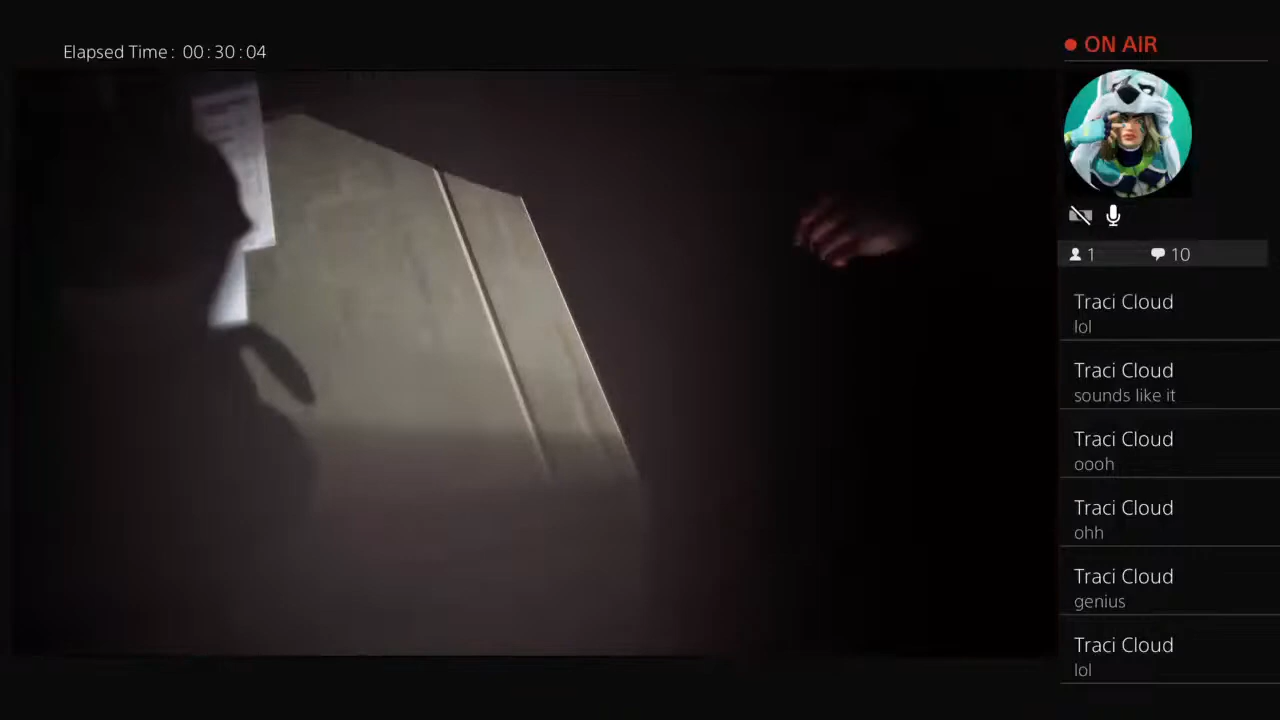 Elapsed Time: 00:30:04
ON AIR
1
10
Traci Cloud
lol
Traci Cloud
sounds like it
Traci Cloud
oooh
Traci Cloud
ohh
Traci Cloud
genius
Traci Cloud
lol